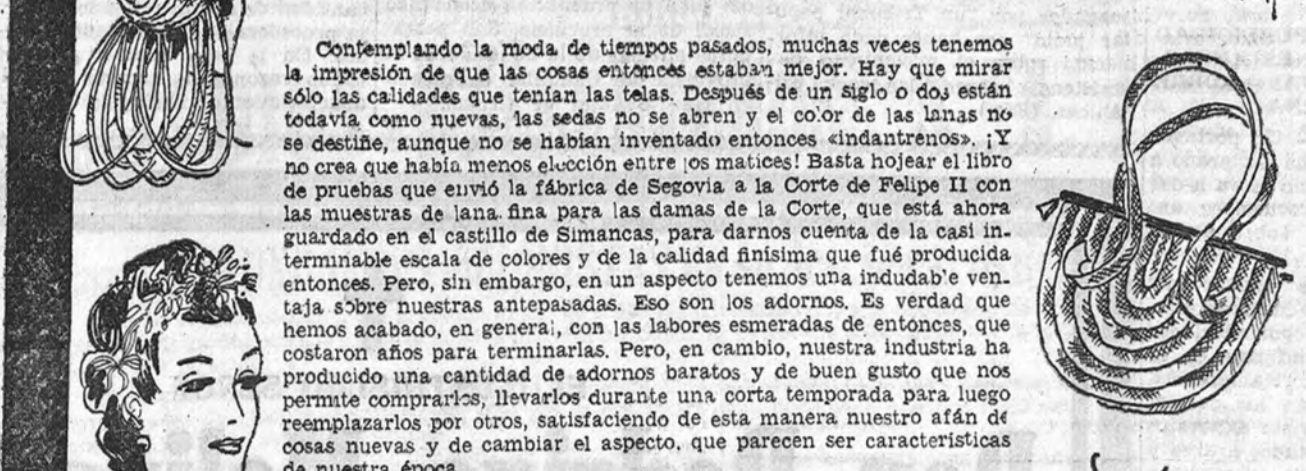 Contemplando la moda de tiempos pasados, muchas veces tenemos
la impresión de que las cosas entonces estaban mejor. Hay que mirar
sólo las calidades que tenían las telas. Después de un siglo o dos están
todavía como nuevas, las sedas no se abren y el color de las lanas no
se destiñe, aunque no se habían inventado entonces «indantrenos». ¡Y
no crea que había menos elección entre los matices! Basta hojear el libro
de pruebas que envió la fábrica de Segovia a la Corte de Felipe II con
las muestras de lana fina para las damas de la Corte, que está ahora
guardado en el castillo de Simancas, para darnos cuenta de la casi in-
terminable escala de colores y de la calidad finísima que fué producida
entonces. Pero, sin embargo, en un aspecto tenemos una indudable ven-
taja sobre nuestras antepasadas. Eso son los adornos. Es verdad que
hemos acabado, en general, con las labores esmeradas de entonces, que
costaron años para terminarlas. Pero, en cambio, nuestra industria ha
producido una cantidad de adornos baratos y de buen gusto que nos
permite comprarlos, llevarlos durante una corta temporada para luego
reemplazarlos por otros, satisfaciendo de esta manera nuestro afán de
cosas nuevas y de cambiar el aspecto, que parecen ser características
de nuestra época